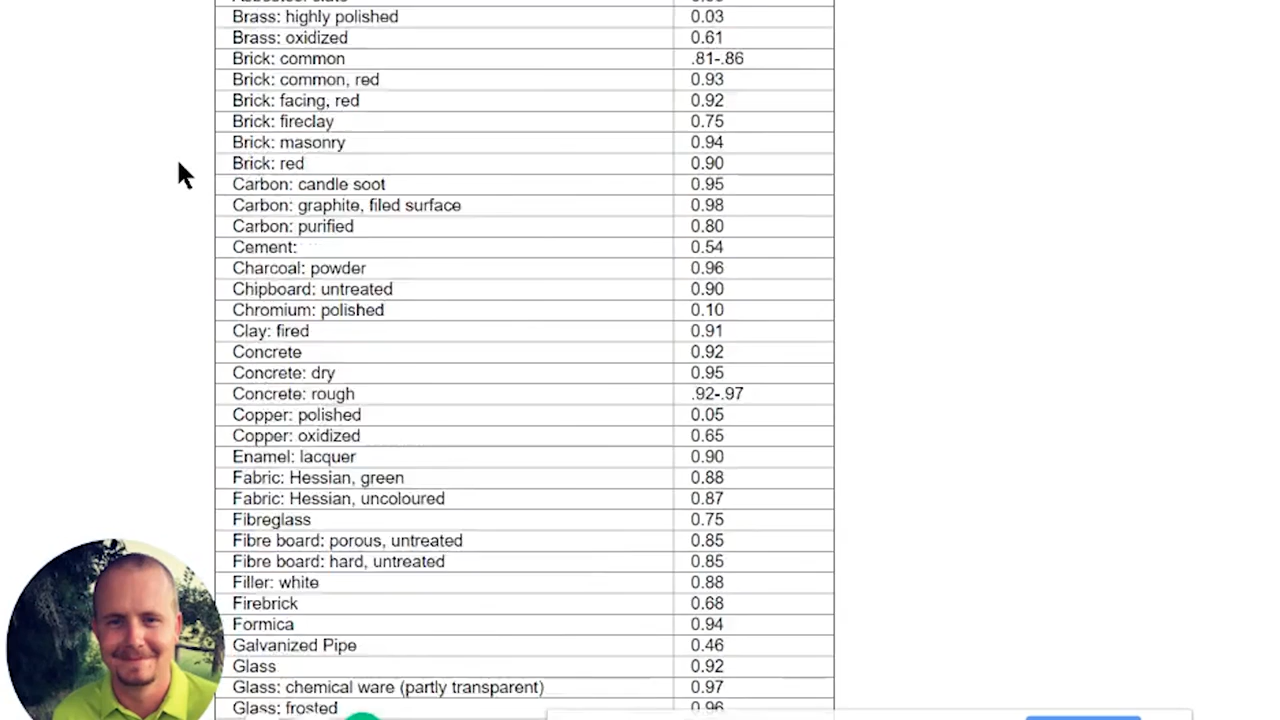 Brass: highly polished 0.03
Brass: oxidized 0.61
Brick: common .81-.86
Brick: common, red 0.93
Brick: facing, red 0.92
Brick: fireclay 0.75
Brick: masonry 0.94
Brick: red 0.90
Carbon: candle soot 0.95
Carbon: graphite, filed surface 0.98
Carbon: purified 0.80
Cement: 0.54
Charcoal: powder 0.96
Chipboard: untreated 0.90
Chromium: polished 0.10
Clay: fired 0.91
Concrete 0.92
Concrete: dry 0.95
Concrete: rough .92-.97
Copper: polished 0.05
Copper: oxidized 0.65
Enamel: lacquer 0.90
Fabric: Hessian, green 0.88
Fabric: Hessian, uncoloured 0.87
Fibreglass 0.75
Fibre board: porous, untreated 0.85
Fibre board: hard, untreated 0.85
Filler: white 0.88
Firebrick 0.68
Formica 0.94
Galvanized Pipe 0.46
Glass 0.92
Glass: chemical ware (partly transparent) 0.97
Glass: frosted 0.96